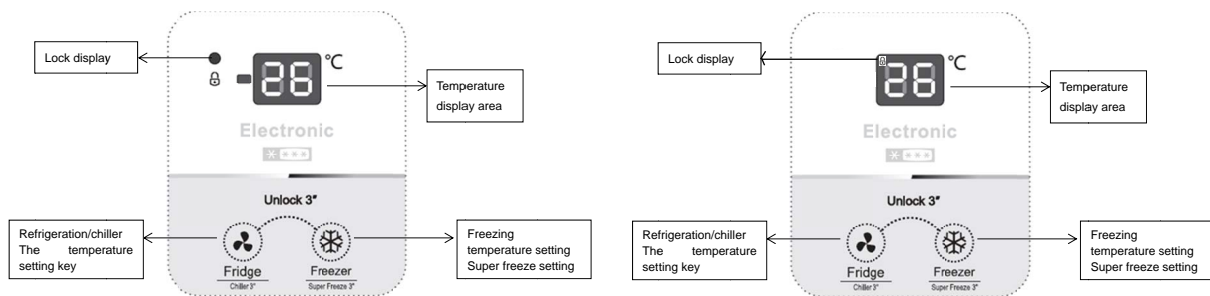 Lock display
26 °C
Temperature
display area
Electronic
Unlock 3"
Refrigeration/chiller
The temperature
setting key
Fridge
Chiller 3"
Freezer
Super Freeze 3"
Freezing
temperature setting
Super freeze setting
Lock display
26 °C
Temperature
display area
Electronic
Unlock 3"
Refrigeration/chiller
The temperature
setting key
Fridge
Chiller 3"
Freezer
Super Freeze 3"
Freezing
temperature setting
Super freeze setting